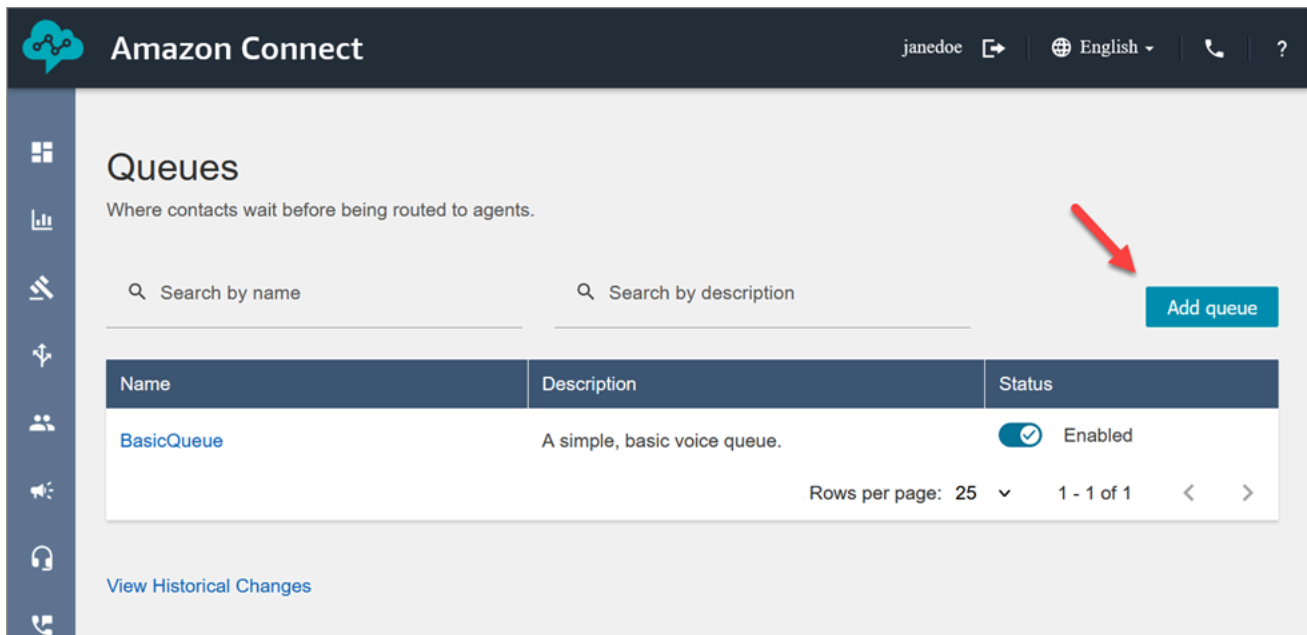 Amazon Connect
janedoe
English
?
Queues
Where contacts wait before being routed to agents.
Search by name
Search by description
Add queue
Name
Description
Status
BasicQueue
A simple, basic voice queue.
Enabled
Rows per page: 25
1 - 1 of 1
View Historical Changes